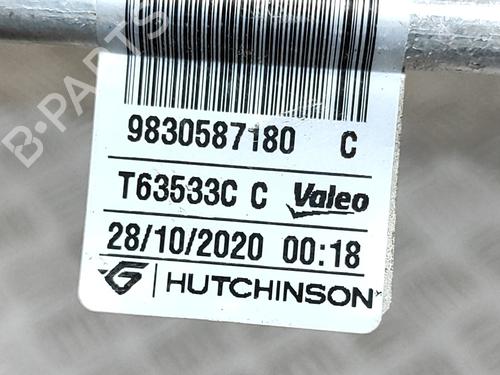 9830587180 C
T63533C C Valeo
28/10/2020 00:18
HUTCHINSON
B-PARTS